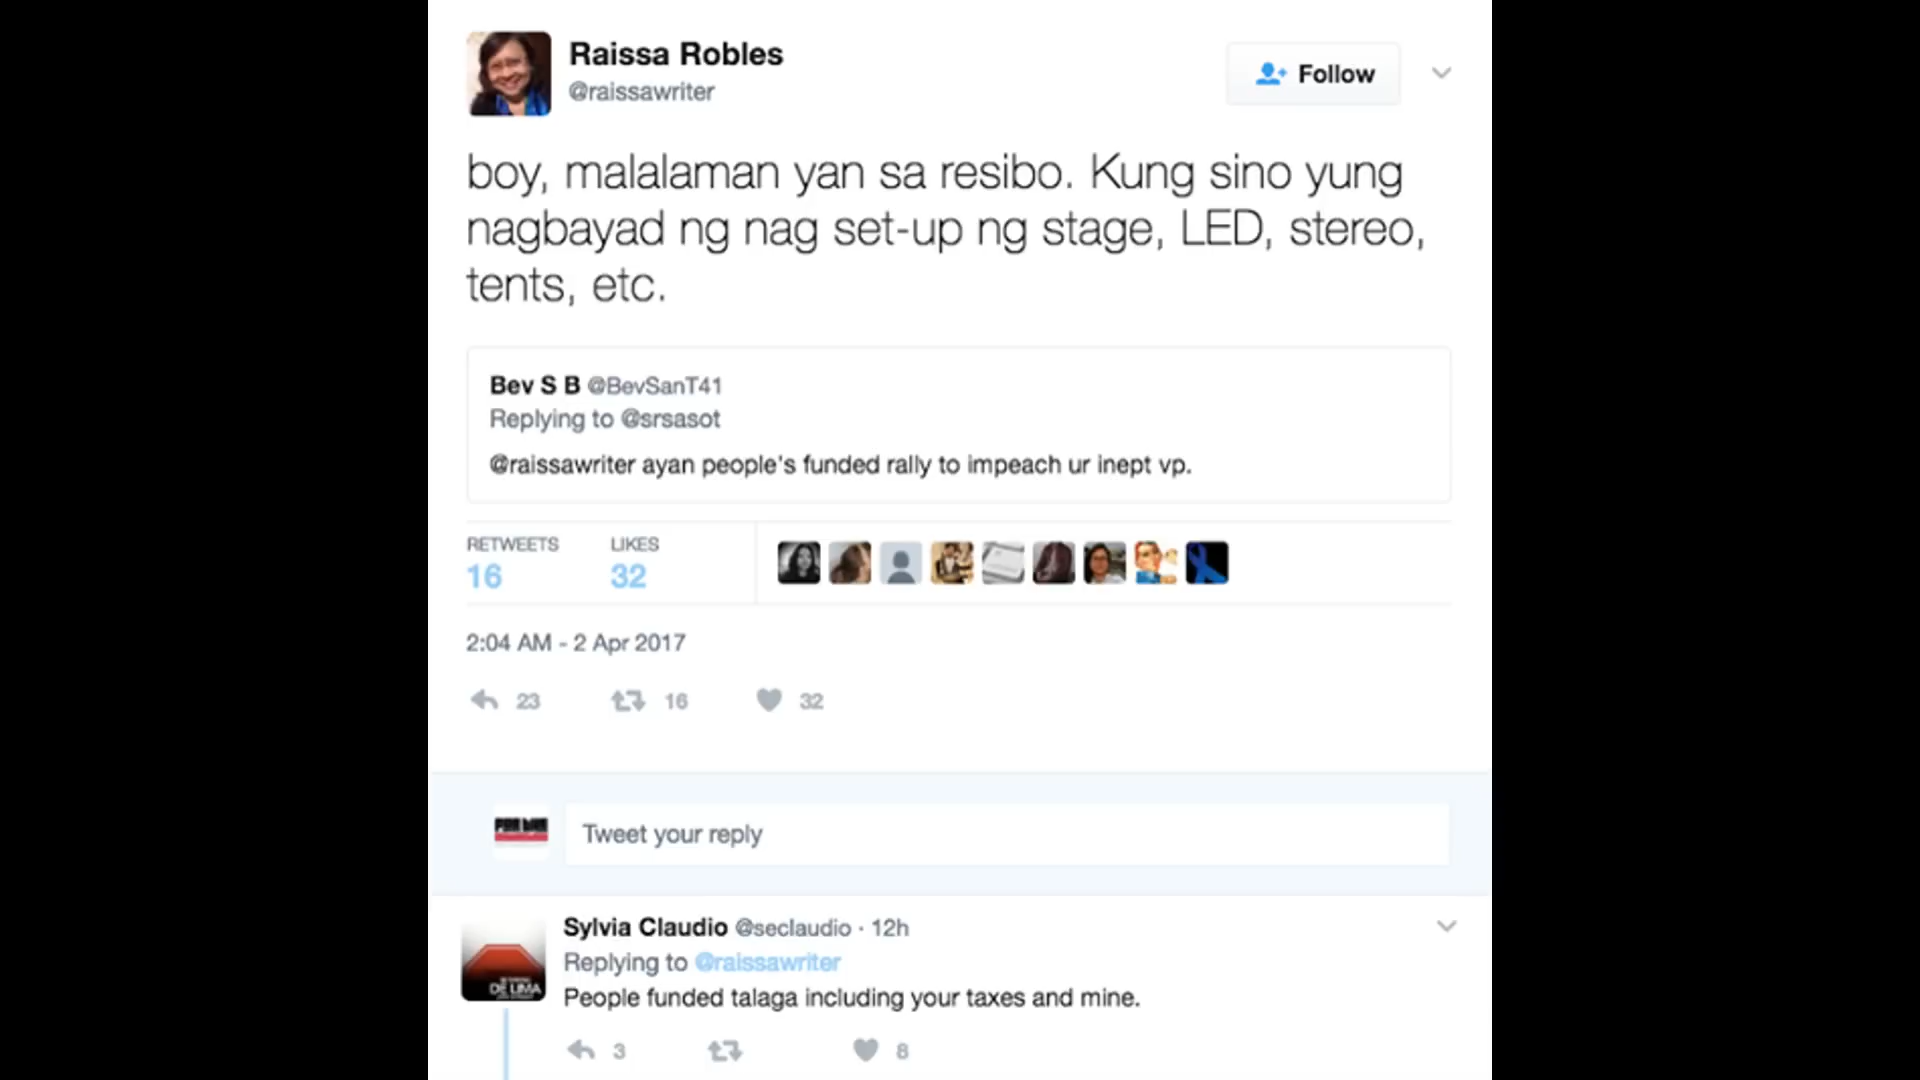 Raissa Robles
@raissawriter
Follow
boy, malalaman yan sa resibo. Kung sino yung
nagbayad ng nag set-up ng stage, LED, stereo,
tents, etc.
Bev S B @BevSanT41
Replying to @srsasot
@raissawriter ayan people's funded rally to impeach ur inept vp.
RETWEETS LIKES
16 32
2:04 AM - 2 Apr 2017
23 16 32
Tweet your reply
Sylvia Claudio @seclaudio · 12h
Replying to @raissawriter
DE LIMA
People funded talaga including your taxes and mine.
3 8